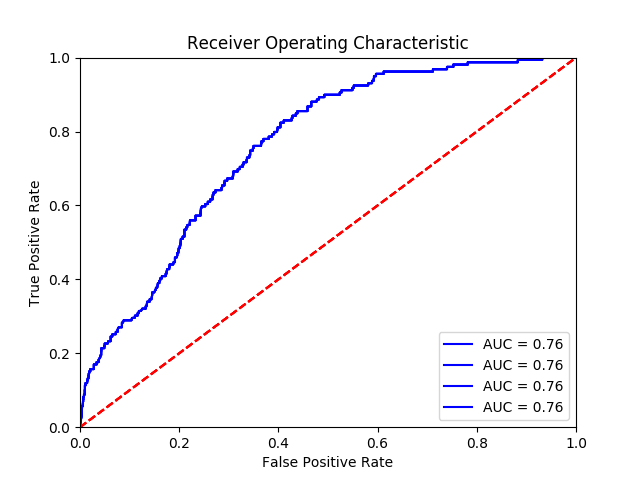 Receiver Operating Characteristic
1.0
0.8
0.6
0.4
0.2
0.0
True Positive Rate
AUC = 0.76
AUC = 0.76
AUC = 0.76
AUC = 0.76
0.0 0.2 0.4 0.6 0.8 1.0
False Positive Rate